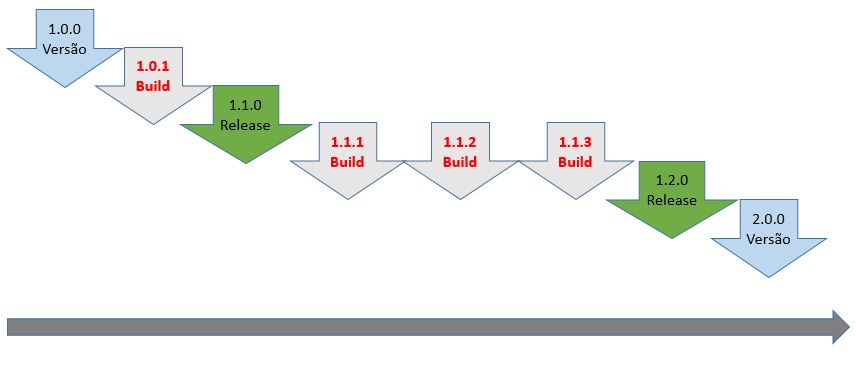 1.0.0
Versão
1.0.1
Build
1.1.0
Release
1.1.1
Build
1.1.2
Build
1.1.3
Build
1.2.0
Release
2.0.0
Versão